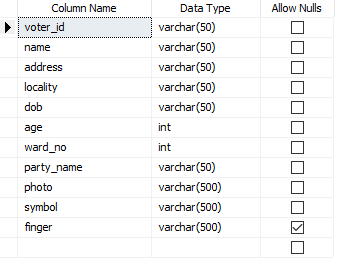 Column Name Data Type Allow Nulls
voter_id varchar(50)
name varchar(50)
address varchar(50)
locality varchar(50)
dob varchar(50)
age int
ward_no int
party_name varchar(50)
photo varchar(500)
symbol varchar(500)
finger varchar(500)